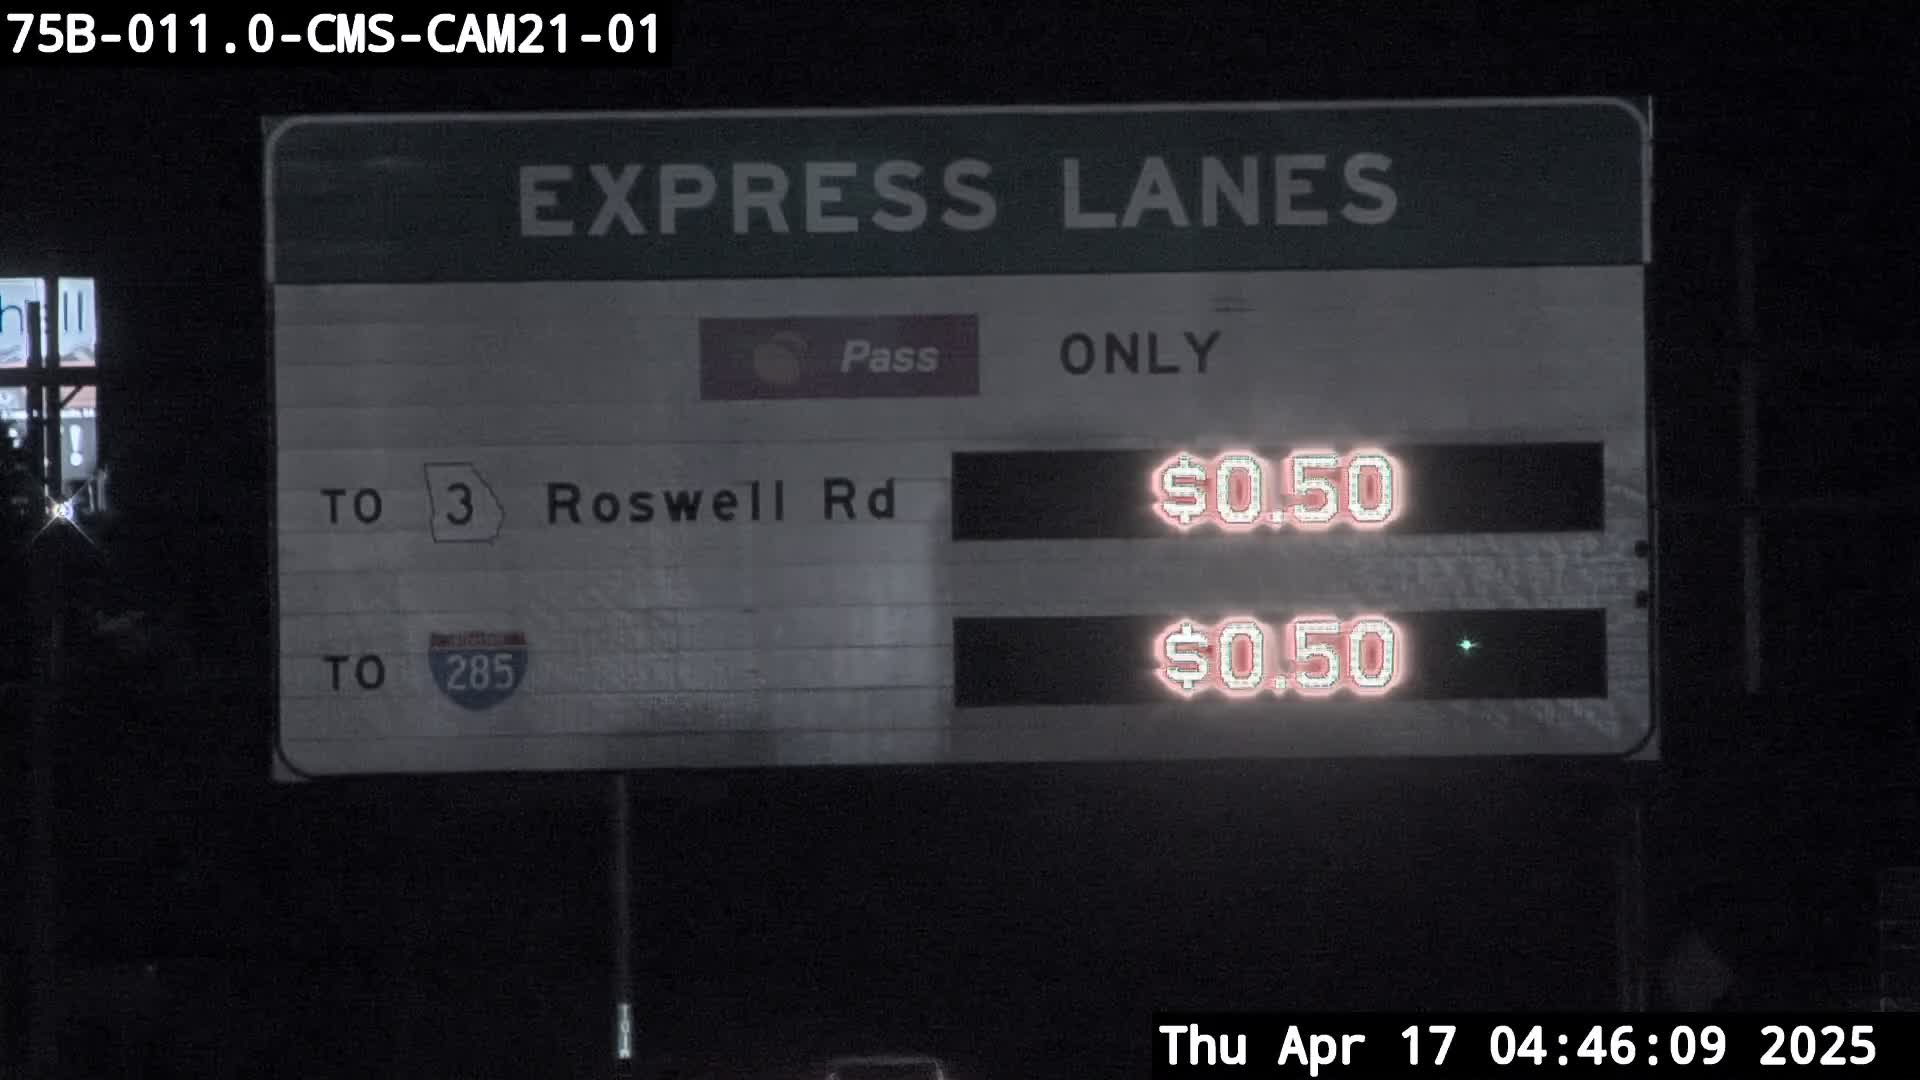 75B-011.0-CMS-CAM21-01
EXPRESS LANES
Pass ONLY
TO 3 Roswell Rd $0.50
TO 285 $0.50
Thu Apr 17 04:46:09 2025